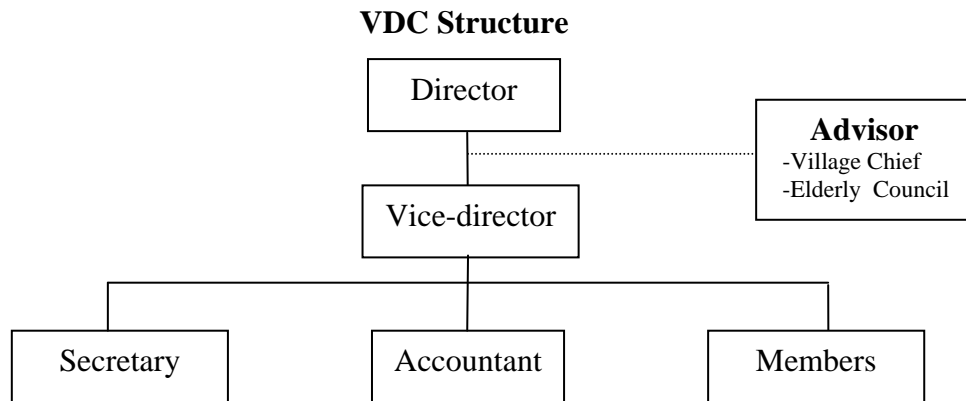 VDC Structure
Director
Advisor
-Village Chief
-Elderly Council
Vice-director
Secretary
Accountant
Members